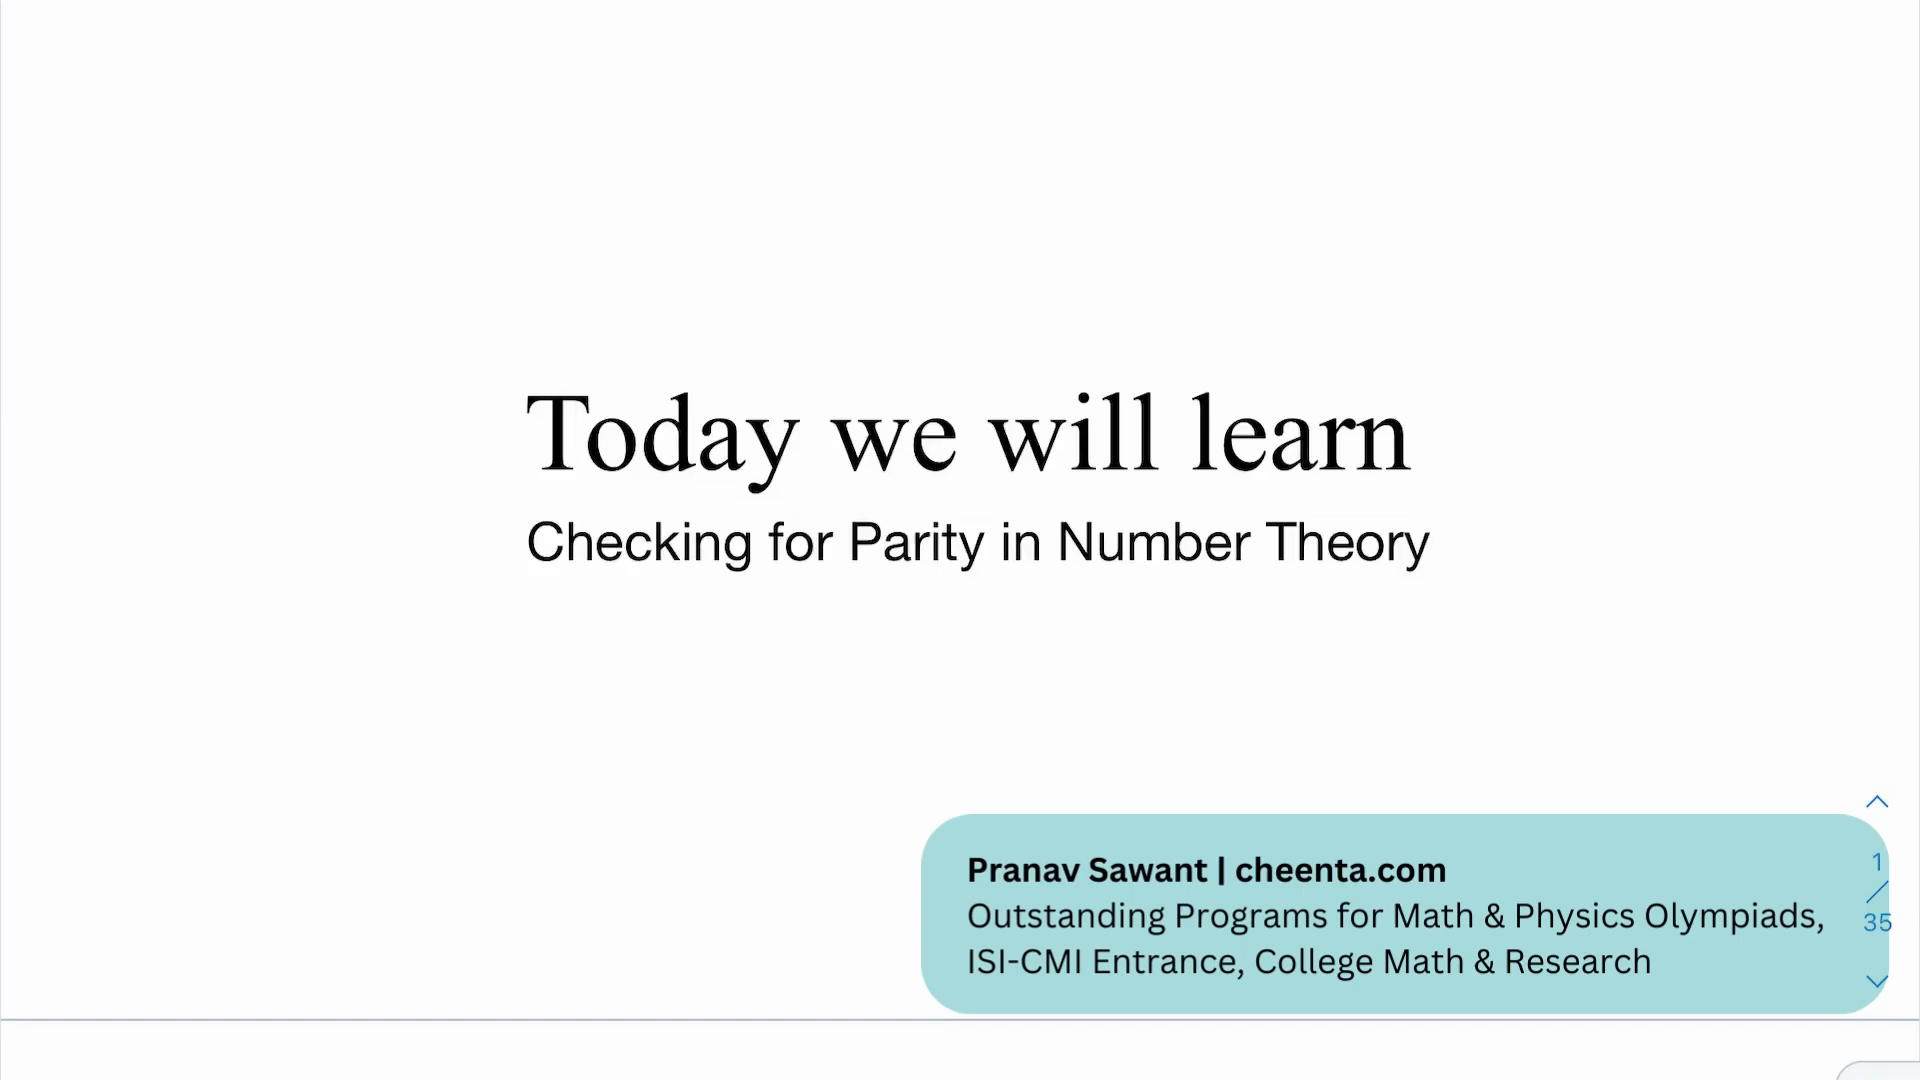 Today we will learn
Checking for Parity in Number Theory
Pranav Sawant | cheenta.com
Outstanding Programs for Math & Physics Olympiads,
ISI-CMI Entrance, College Math & Research
1
/
35